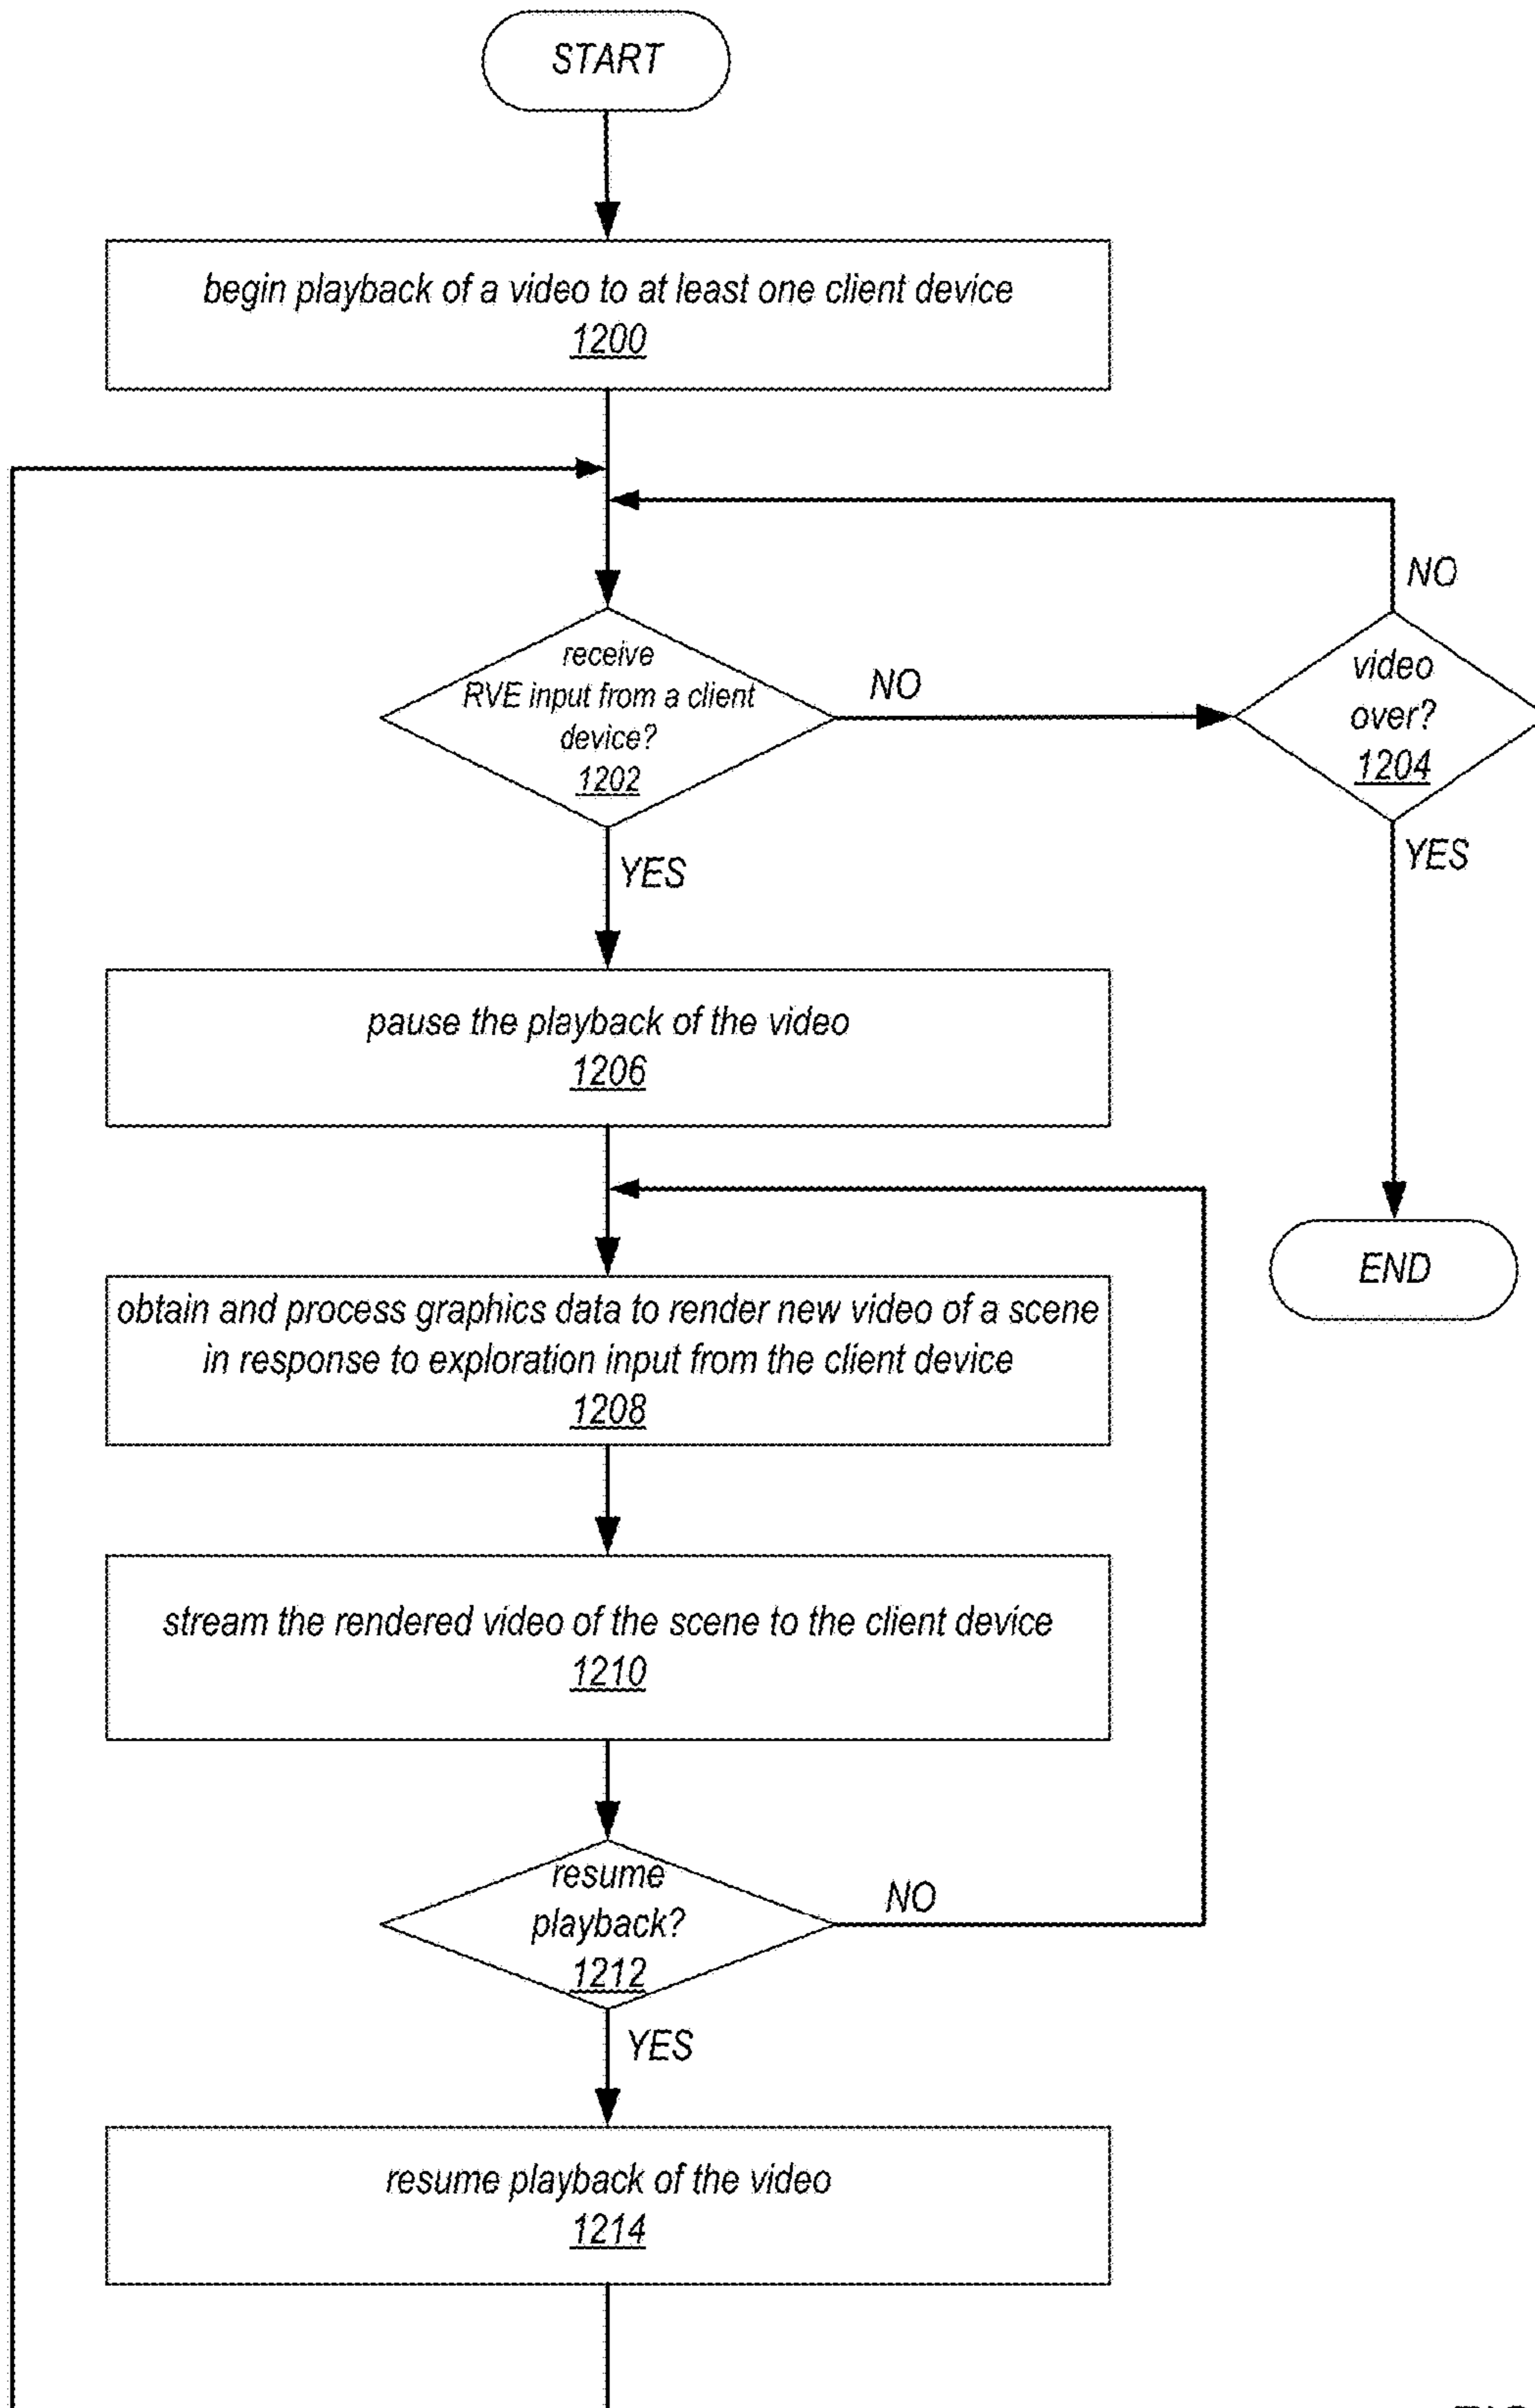 START
begin playback of a video to at least one client device
1200
NO
receive
RVE input from a client
device?
1202
NO
video
over?
1204
YES
YES
pause the playback of the video
1206
END
obtain and process graphics data to render new video of a scene
in response to exploration input from the client device
1208
stream the rendered video of the scene to the client device
1210
resume
playback?
1212
NO
YES
resume playback of the video
1214